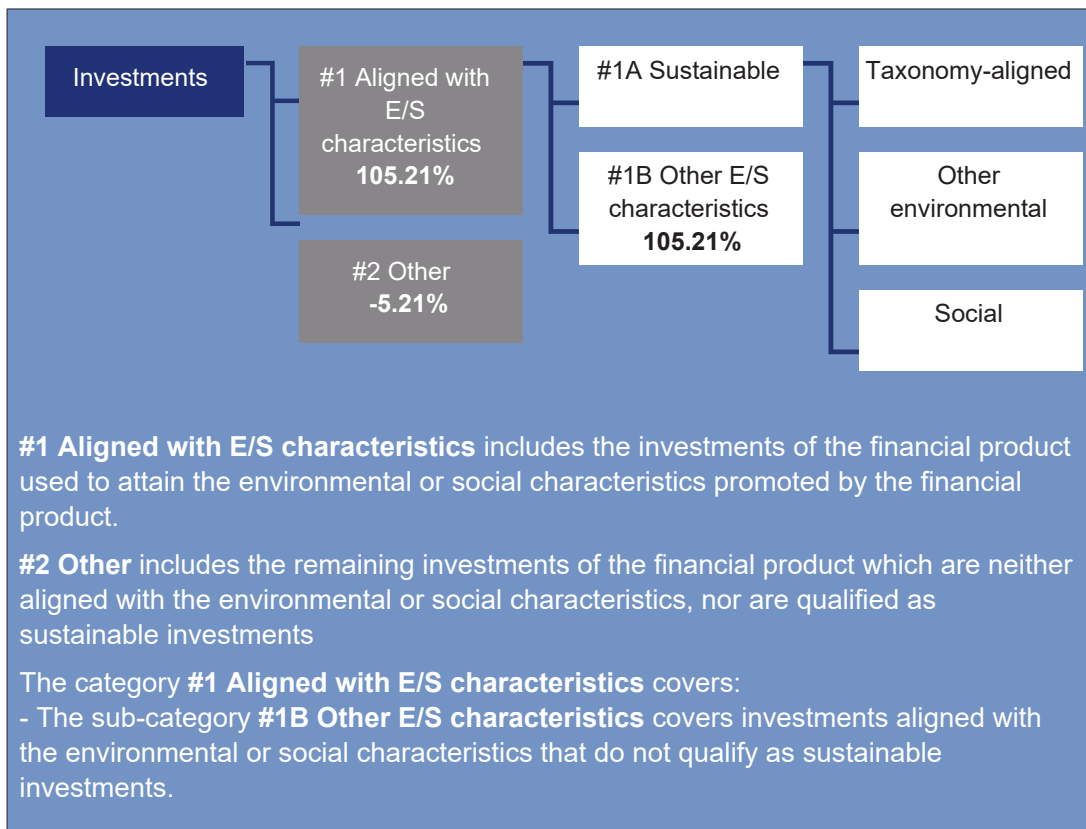 Investments
#1 Aligned with
E/S
characteristics
105.21%
#2 Other
-5.21%
#1A Sustainable
#1B Other E/S
characteristics
105.21%
Taxonomy-aligned
Other
environmental
Social
#1 Aligned with E/S characteristics includes the investments of the financial product
used to attain the environmental or social characteristics promoted by the financial
product.
#2 Other includes the remaining investments of the financial product which are neither
aligned with the environmental or social characteristics, nor are qualified as
sustainable investments
The category #1 Aligned with E/S characteristics covers:
- The sub-category #1B Other E/S characteristics covers investments aligned with
the environmental or social characteristics that do not qualify as sustainable
investments.